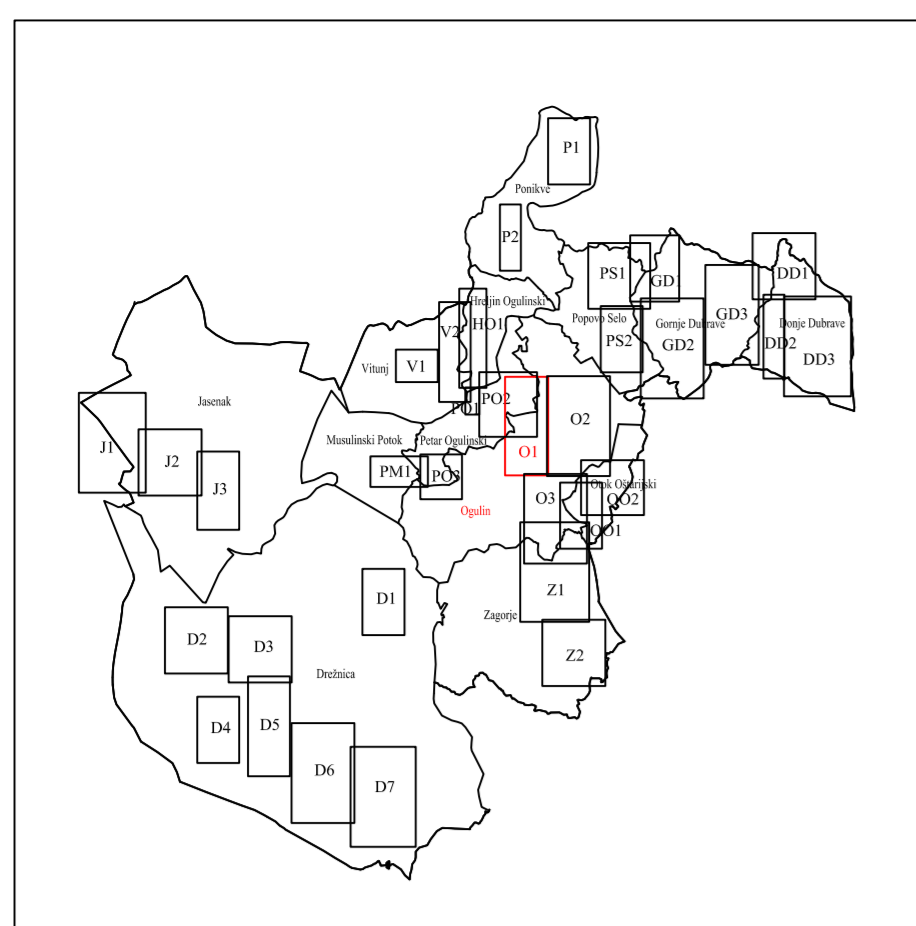 P1
Ponikve
P2
PS1
GD1
DD1
Hreljin Ogulinski
HO1
V2
Popovo Selo
PS2
Gornje Dubrave
GD2
GD3
DD2
Donje Dubrave
DD3
Vitunj
V1
PO1
PO2
Jasenak
O2
Musulinski Potok
Petar Ogulinski
O1
J1
J2
J3
PM1
PO3
O3
Otok Oštarijski
OO2
Ogulin
OO1
D1
Z1
Zagorje
D2
D3
Z2
Drežnica
D4
D5
D6
D7